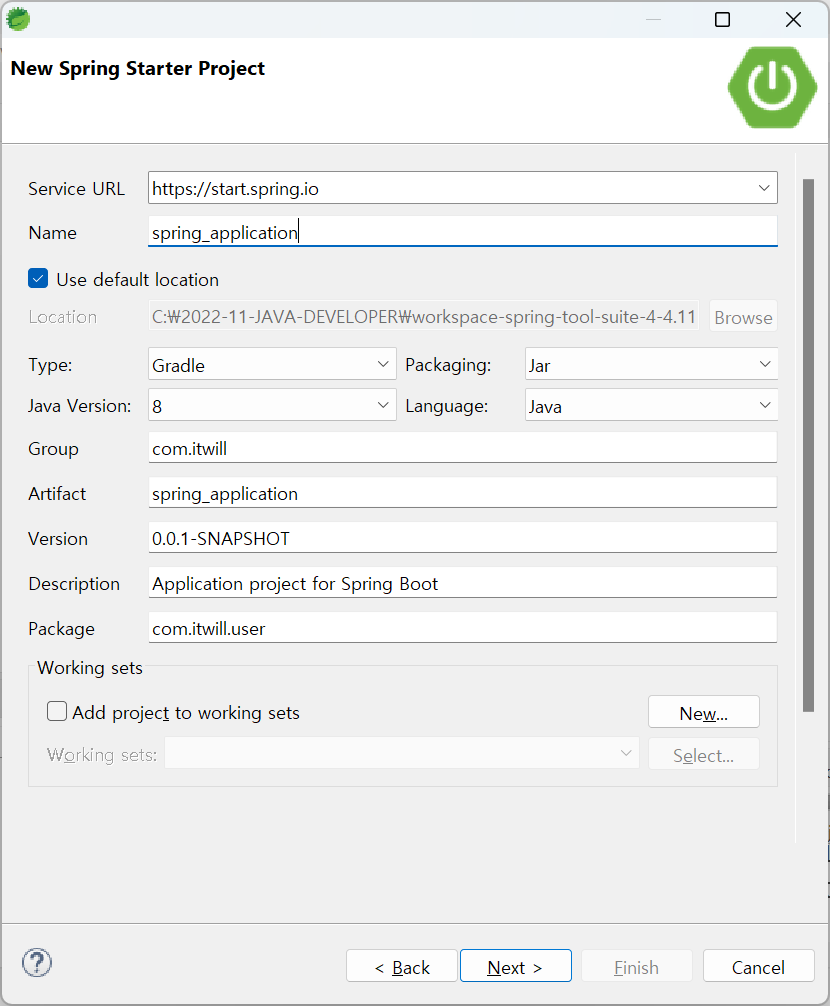 New Spring Starter Project
Service URL https://start.spring.io
Name spring_application
Use default location
Location C:₩2022-11-JAVA-DEVELOPER₩workspace-spring-tool-suite-4-4.11 Browse
Type: Gradle Packaging: Jar
Java Version: 8 Language: Java
Group com.itwill
Artifact spring_application
Version 0.0.1-SNAPSHOT
Description Application project for Spring Boot
Package com.itwill.user
Working sets
Add project to working sets New...
Working sets: Select...
? < Back Next > Finish Cancel